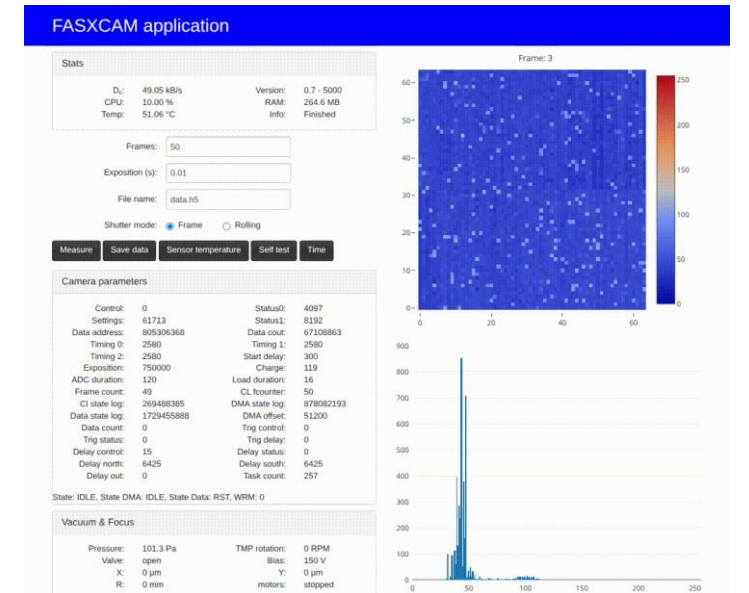 FASXCAM application
Stats
D₀: 49.05 kB/s Version: 0.7 - 5000
CPU: 10.00 % RAM: 264.6 MB
Temp: 51.06 °C Info: Finished
Frames: 50
Exposition (s): 0.01
File name: data.h5
Shutter mode: Frame Rolling
Measure Save data Sensor temperature Self test Time
Camera parameters
Control: 0 Status0: 4097
Settings: 61713 Status1: 8192
Data address: 805306368 Data cout: 67108863
Timing 0: 2580 Timing 1: 2580
Timing 2: 2580 Start delay: 300
Exposition: 750000 Charge: 119
ADC duration: 120 Load duration: 16
Frame count: 49 CL fcounter: 50
CI state log: 269488385 DMA state log: 878082193
Data state log: 1729455888 DMA offset: 51200
Data count: 0 Trig control: 0
Trig status: 0 Trig delay: 0
Delay control: 15 Delay status: 0
Delay north: 6425 Delay south: 6425
Delay out: 0 Task count: 257
State: IDLE, State DMA: IDLE, State Data: RST, WRM: 0
Vacuum & Focus
Pressure: 101.3 Pa TMP rotation: 0 RPM
Valve: open Bias: 150 V
X: 0 μm Y: 0 μm
R: 0 mm motors: stopped
Frame: 3
60
50
40
30
20
10
0
0 20 40 60
250
200
150
100
50
0
900
800
700
600
500
400
300
200
100
0
0 50 100 150 200 250